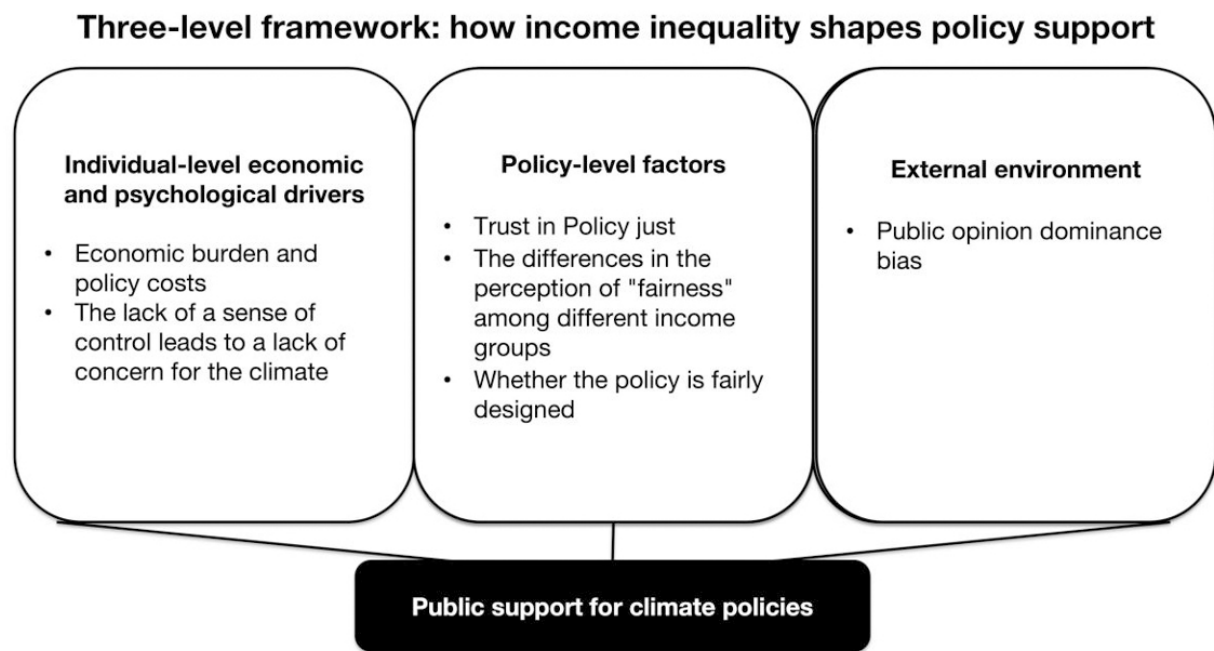 Three-level framework: how income inequality shapes policy support
Individual-level economic
and psychological drivers
• Economic burden and
policy costs
• The lack of a sense of
control leads to a lack of
concern for the climate
Policy-level factors
• Trust in Policy just
• The differences in the
perception of "fairness"
among different income
groups
• Whether the policy is fairly
designed
External environment
• Public opinion dominance
bias
Public support for climate policies